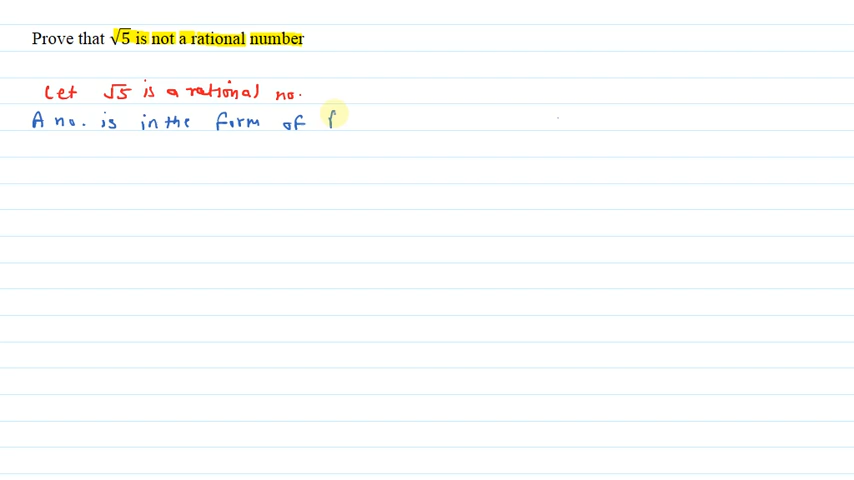 Prove that √5 is not a rational number
Let √5 is a rational no.
A no. is in the form of